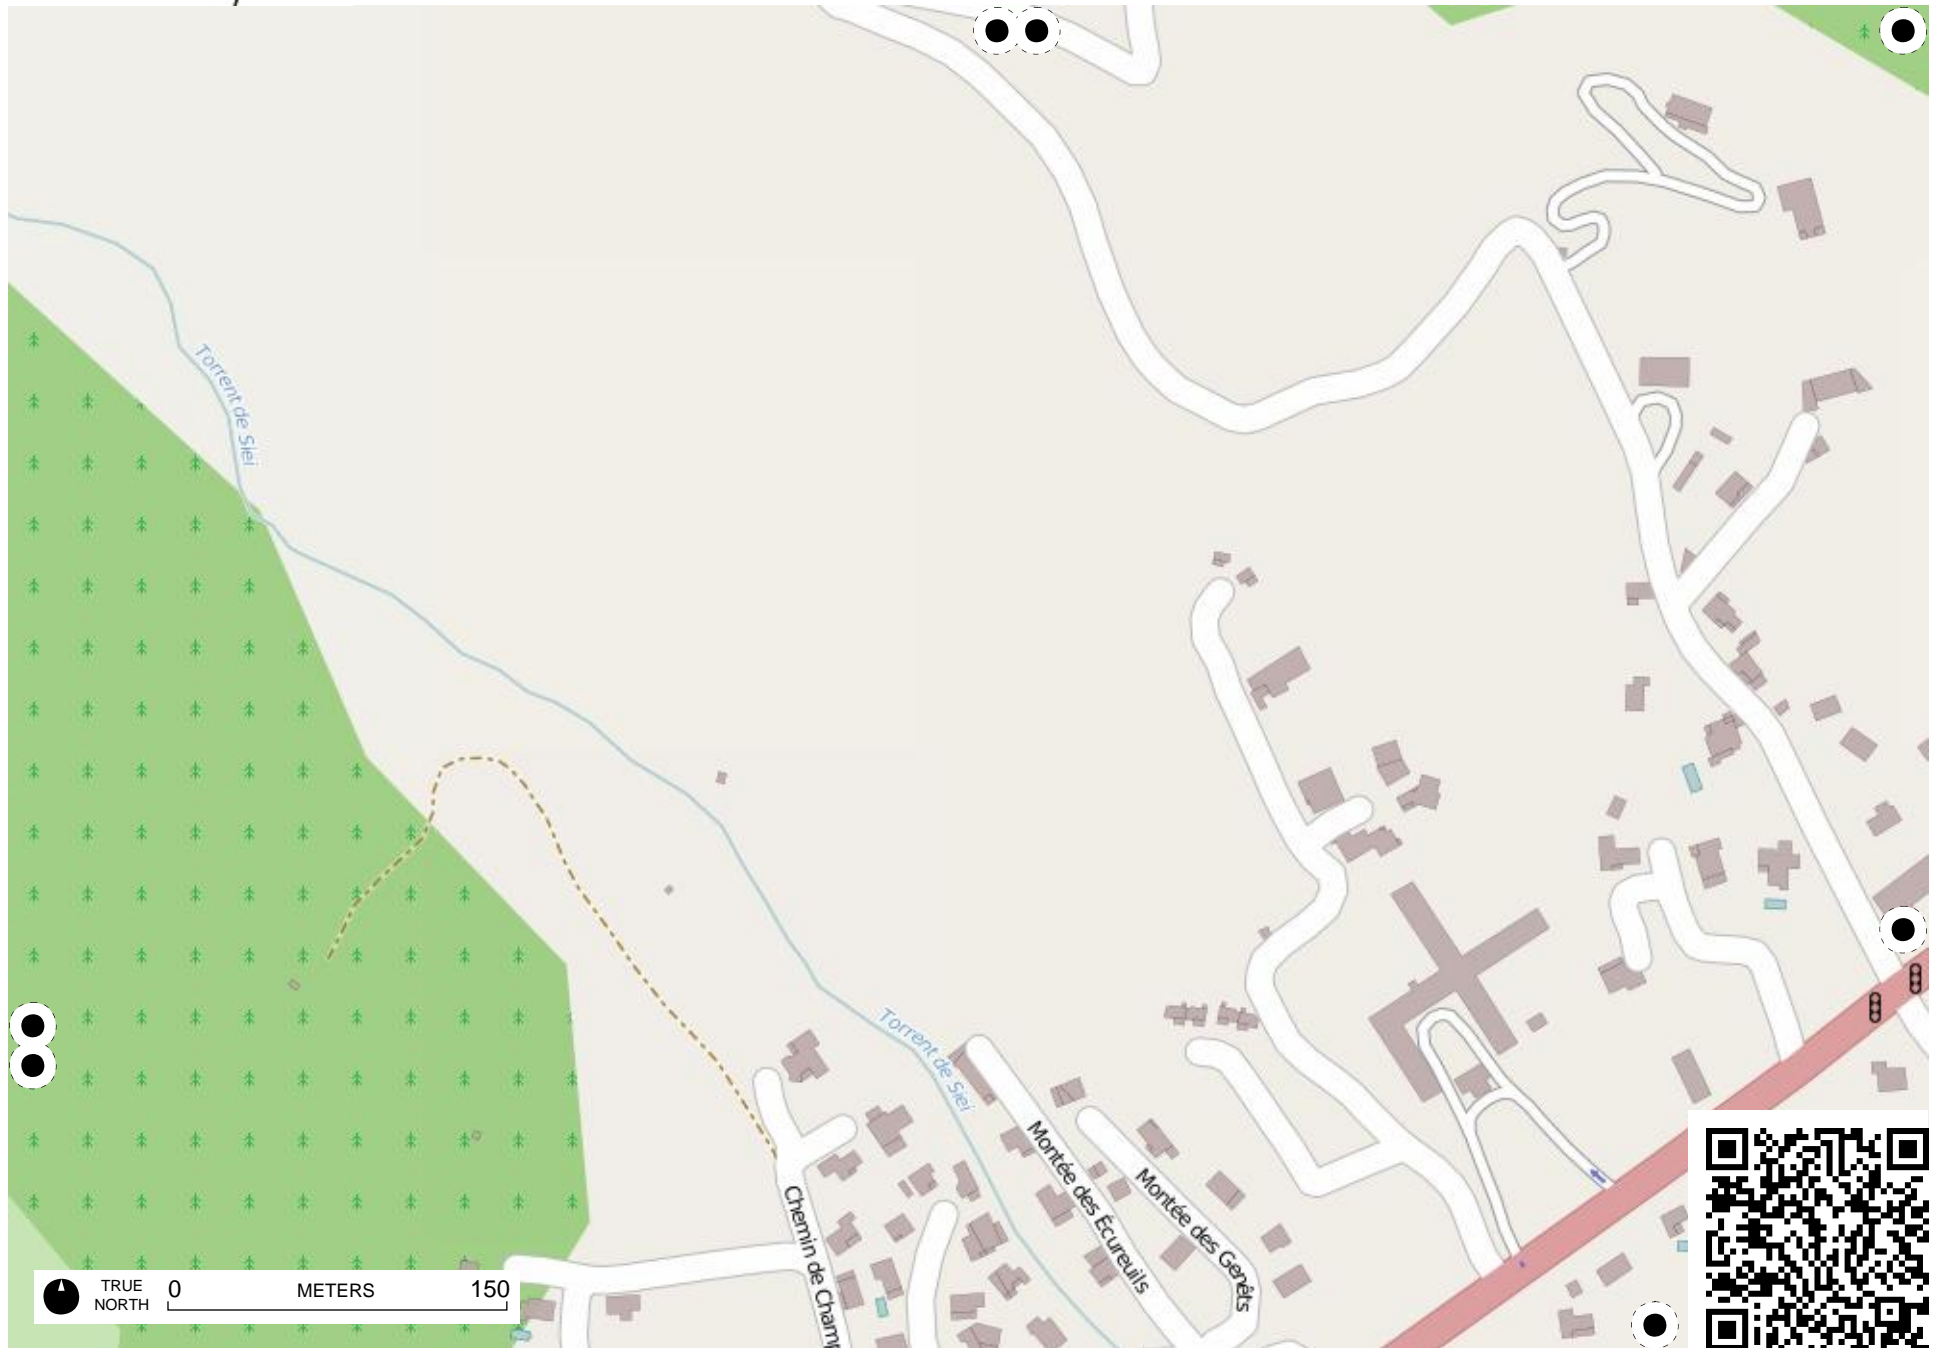 Torrent de Siei
Torrent de Siei
Montée des Écureuils
Montée des Genêts
Chemin de Champ
TRUE NORTH
0 METERS 150